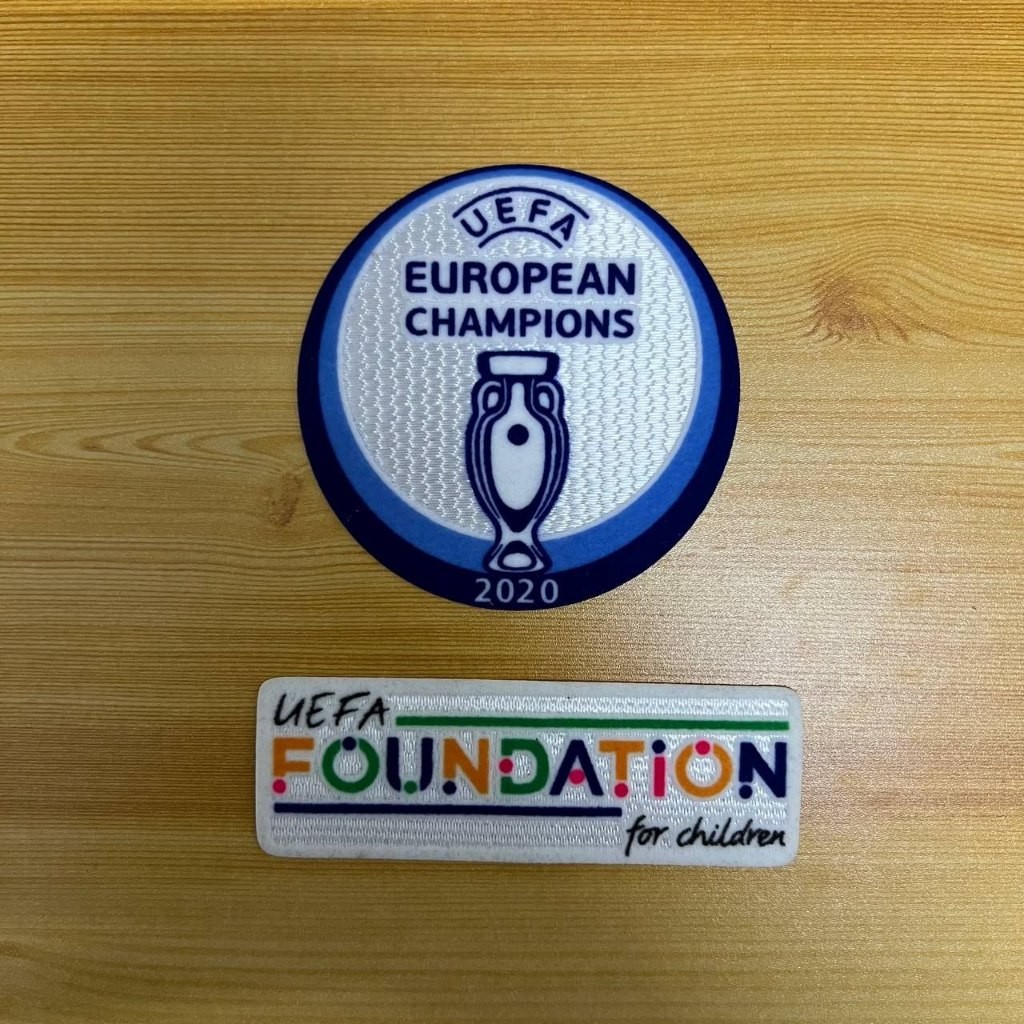 UEFA
EUROPEAN
CHAMPIONS
2020
UEFA
FOUNDATION
for children